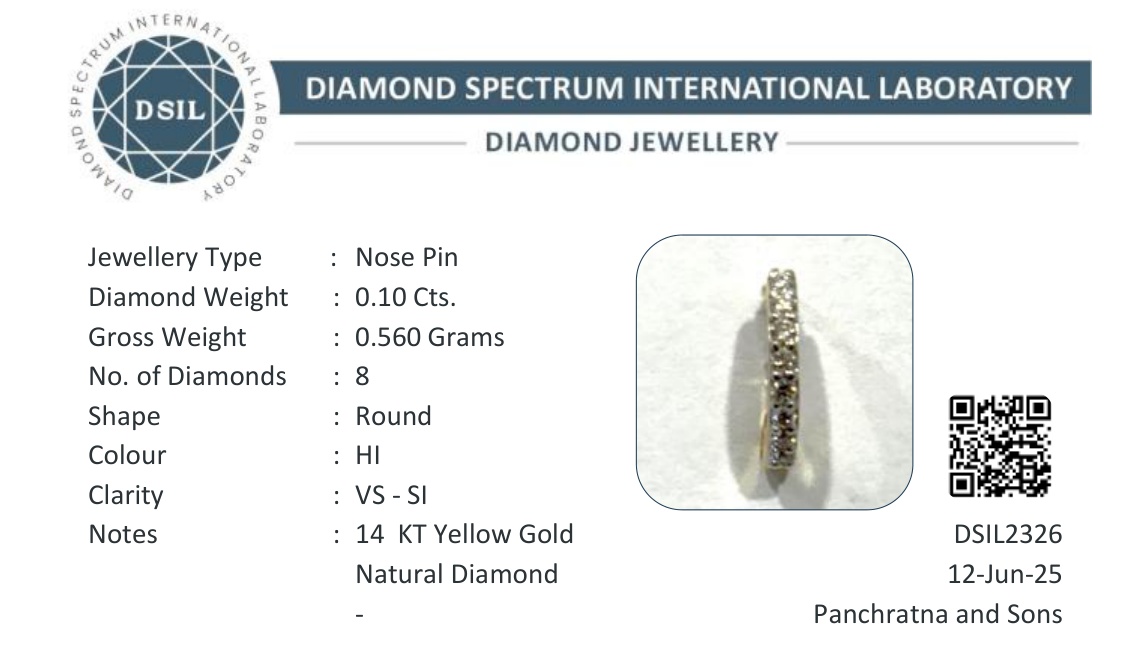 DIAMOND SPECTRUM INTERNATIONAL LABORATORY
DSIL
DIAMOND SPECTRUM INTERNATIONAL LABORATORY
DIAMOND JEWELLERY
Jewellery Type : Nose Pin
Diamond Weight : 0.10 Cts.
Gross Weight : 0.560 Grams
No. of Diamonds : 8
Shape : Round
Colour : HI
Clarity : VS - SI
Notes : 14 KT Yellow Gold
Natural Diamond
-
DSIL2326
12-Jun-25
Panchratna and Sons